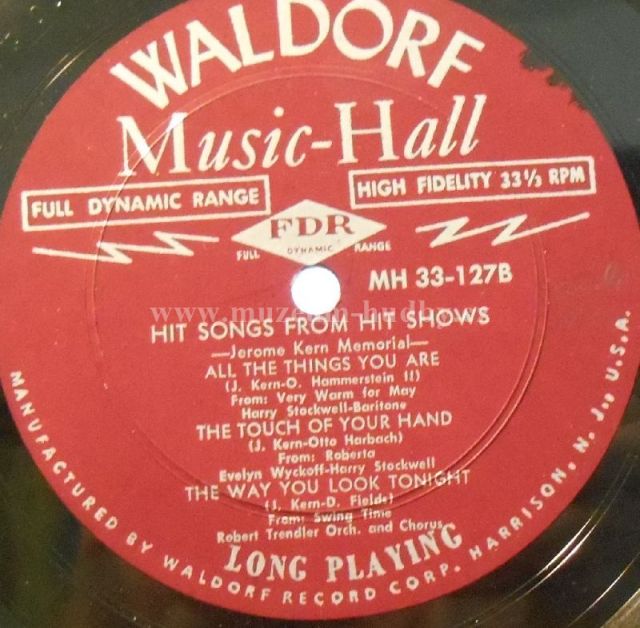 WALDORF
Music-Hall
FULL DYNAMIC RANGE
HIGH FIDELITY 33 1/3 RPM
FDR
FULL DYNAMIC RANGE
MH 33-127B
HIT SONGS FROM HIT SHOWS
—Jerome Kern Memorial—
ALL THE THINGS YOU ARE
(J. Kern-O. Hammerstein II)
From: Very Warm for May
Harry Stockwell-Baritone
THE TOUCH OF YOUR HAND
(J. Kern-Otto Harbach)
From: Roberta
Evelyn Wyckoff-Harry Stockwell
THE WAY YOU LOOK TONIGHT
(J. Kern-D. Fields)
From: Swing Time
Robert Trendler Orch. and Chorus
LONG PLAYING
MANUFACTURED BY WALDORF RECORD CORP. HARRISON, N. J., U.S.A.